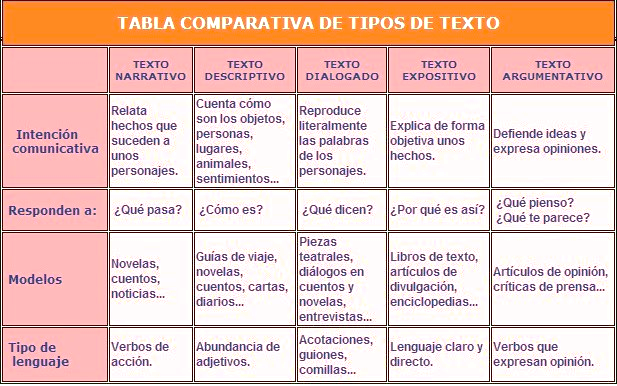 TABLA COMPARATIVA DE TIPOS DE TEXTO
TEXTO
NARRATIVO
TEXTO
DESCRIPTIVO
TEXTO
DIALOGADO
TEXTO
EXPOSITIVO
TEXTO
ARGUMENTATIVO
Intención
comunicativa
Relata
hechos que
suceden a
unos
personajes.
Cuenta cómo
son los objetos,
personas,
lugares,
animales,
sentimientos...
Reproduce
literalmente
las palabras
de los
personajes.
Explica de forma
objetiva unos
hechos.
Defiende ideas y
expresa opiniones.
Responden a:
¿Qué pasa?
¿Cómo es?
¿Qué dicen?
¿Por qué es así?
¿Qué pienso?
¿Qué te parece?
Modelos
Novelas,
cuentos,
noticias...
Guías de viaje,
novelas,
cuentos, cartas,
diarios...
Piezas
teatrales,
diálogos en
cuentos y
novelas,
entrevistas...
Libros de texto,
artículos de
divulgación,
enciclopedias...
Artículos de opinión,
críticas de prensa...
Tipo de
lenguaje
Verbos de
acción.
Abundancia de
adjetivos.
Acotaciones,
guiones,
comillas...
Lenguaje claro y
directo.
Verbos que
expresan opinión.